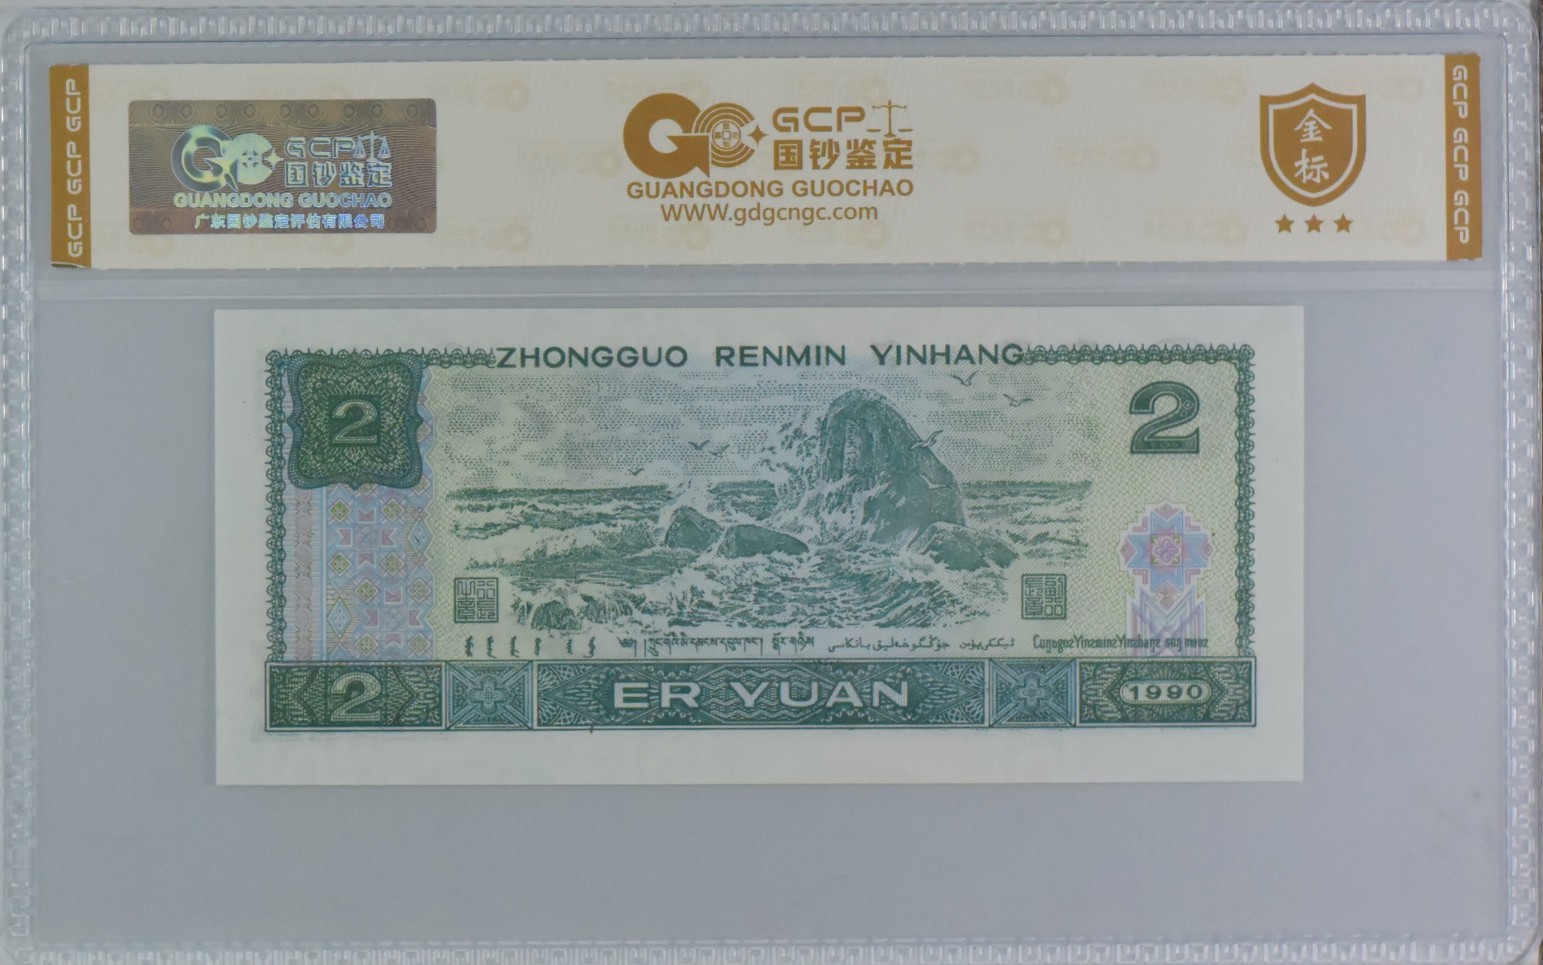 GCP GCP GCP
GCP
国钞鉴定
GUANGDONG GUOCHAO
广东国钞鉴定评估有限公司
GCP
国钞鉴定
GUANGDONG GUOCHAO
WWW.gdgcngc.com
金
标
GCP GCP GCP
ZHONGGUO RENMIN YINHANG
2
2
2
ER YUAN
1990